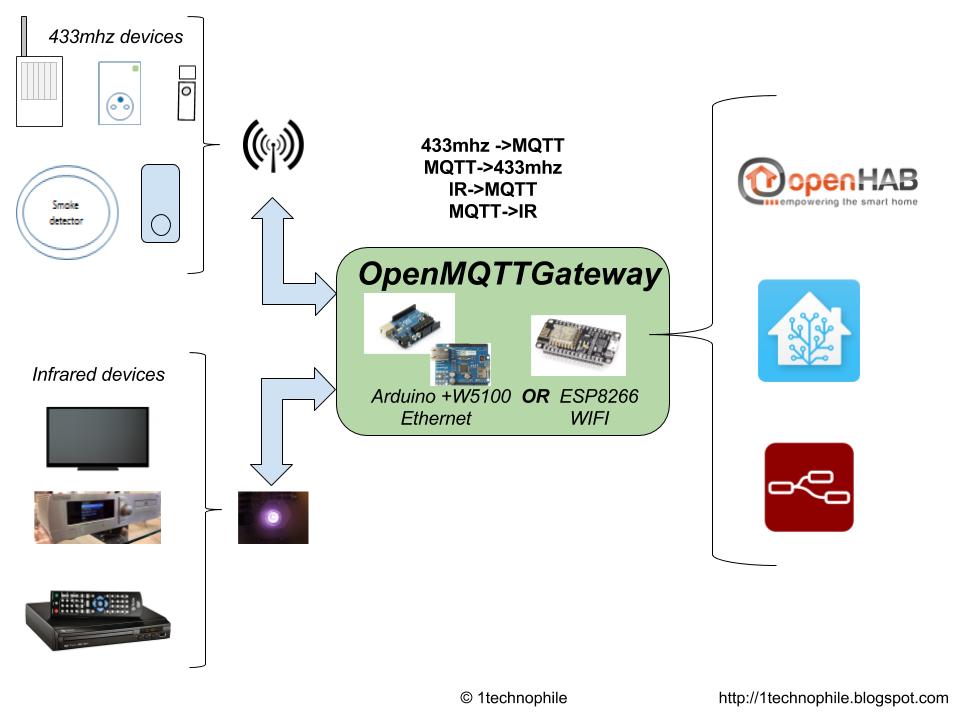 433mhz devices
Smoke
detector
433mhz ->MQTT
MQTT->433mhz
IR->MQTT
MQTT->IR
openHAB
empowering the smart home
OpenMQTTGateway
Arduino +W5100 OR ESP8266
Ethernet WIFI
Infrared devices
© 1technophile
http://1technophile.blogspot.com